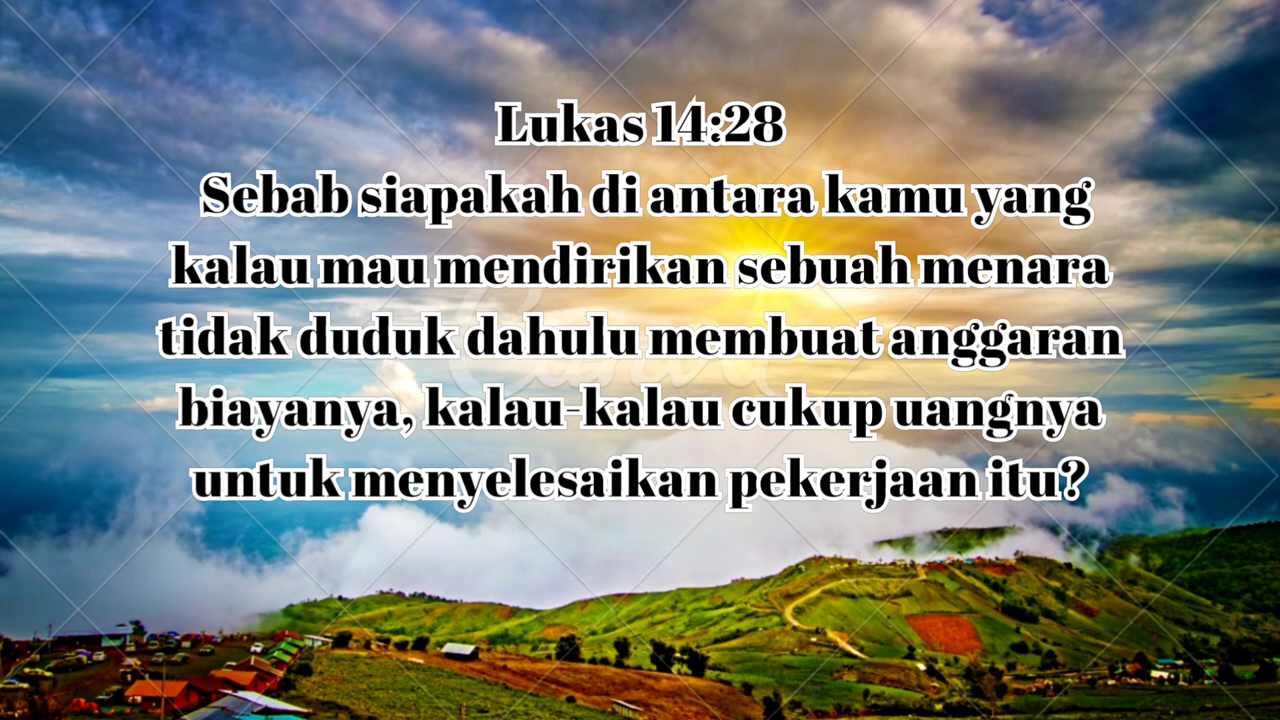 Lukas 14:28
Sebab siapakah di antara kamu yang
kalau mau mendirikan sebuah menara
tidak duduk dahulu membuat anggaran
biayanya, kalau-kalau cukup uangnya
untuk menyelesaikan pekerjaan itu?
Canva